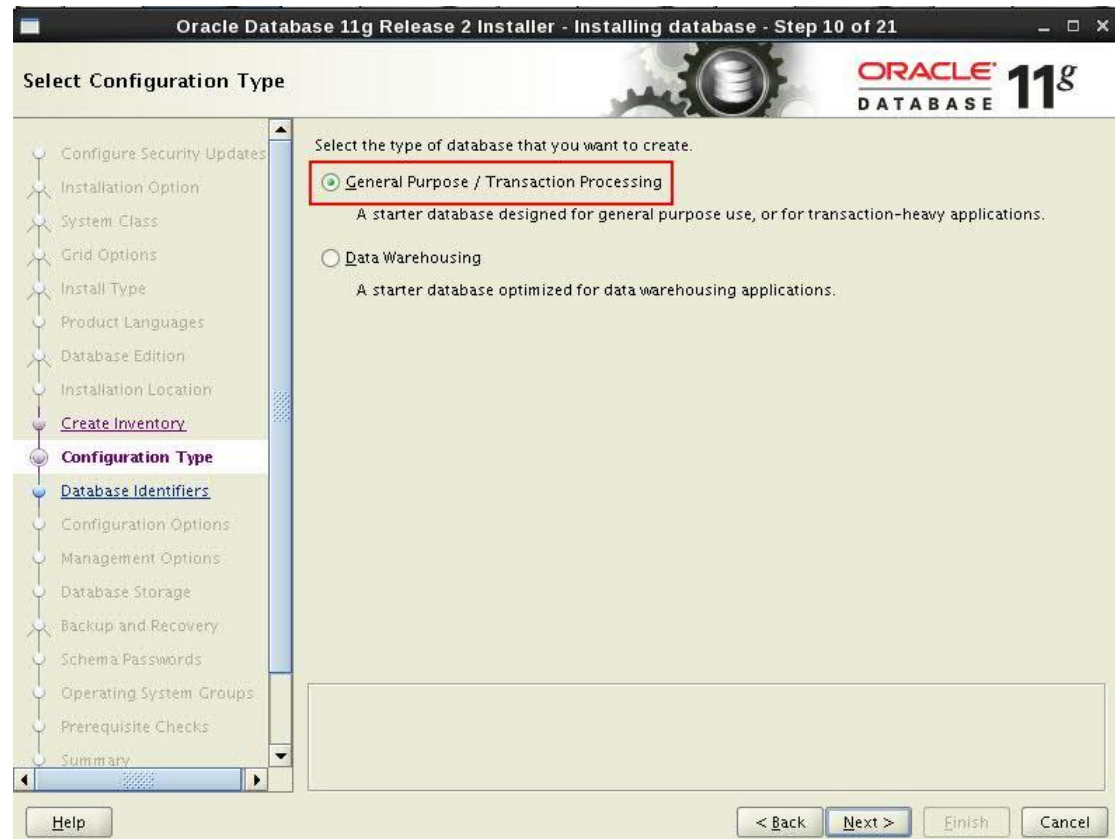 Oracle Database 11g Release 2 Installer - Installing database - Step 10 of 21
Select Configuration Type
ORACLE 11g
DATABASE
Configure Security Updates
Installation Option
System Class
Grid Options
Install Type
Product Languages
Database Edition
Installation Location
Create Inventory
Configuration Type
Database Identifiers
Configuration Options
Management Options
Database Storage
Backup and Recovery
Schema Passwords
Operating System Groups
Prerequisite Checks
Summary
Select the type of database that you want to create.
General Purpose / Transaction Processing
A starter database designed for general purpose use, or for transaction-heavy applications.
Data Warehousing
A starter database optimized for data warehousing applications.
Help
< Back
Next >
Finish
Cancel